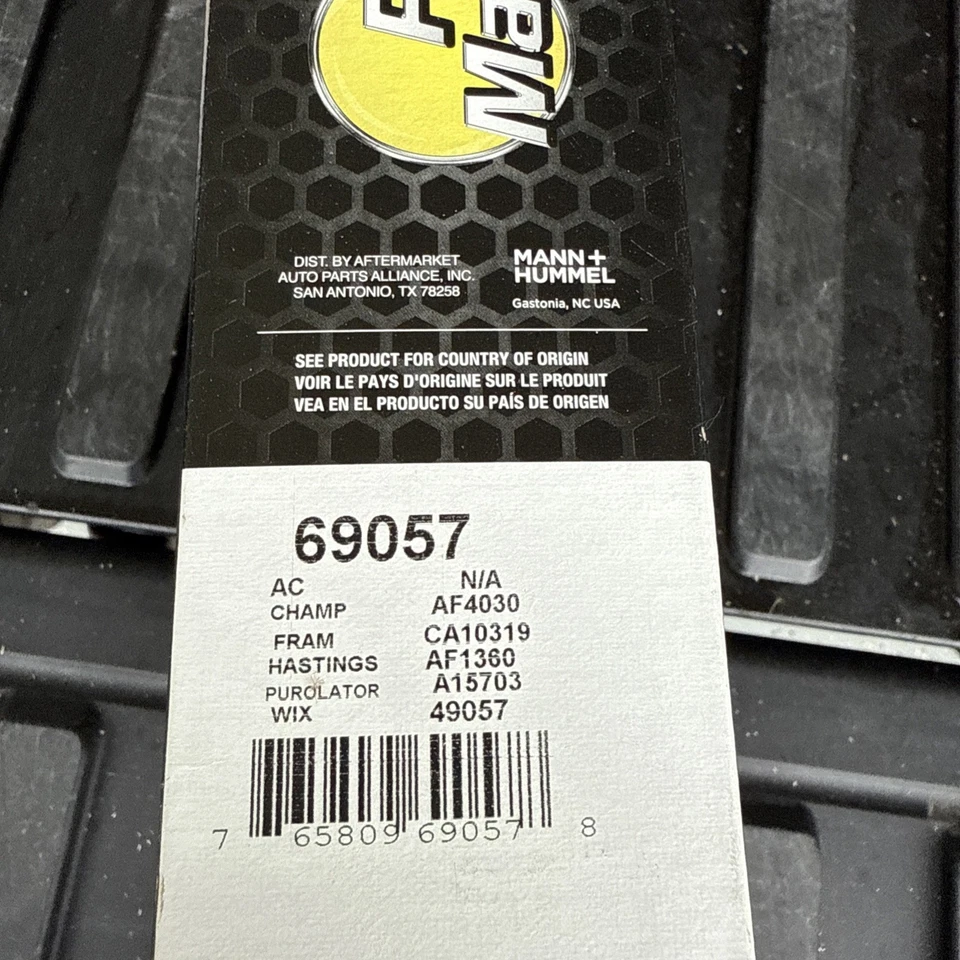 DIST. BY AFTERMARKET
AUTO PARTS ALLIANCE, INC.
SAN ANTONIO, TX 78258
MANN+
HUMMEL
Gastonia, NC USA
SEE PRODUCT FOR COUNTRY OF ORIGIN
VOIR LE PAYS D'ORIGINE SUR LE PRODUIT
VEA EN EL PRODUCTO SU PAÍS DE ORIGEN
69057
AC N/A
CHAMP AF4030
FRAM CA10319
HASTINGS AF1360
PUROLATOR A15703
WIX 49057
7 65809 69057 8